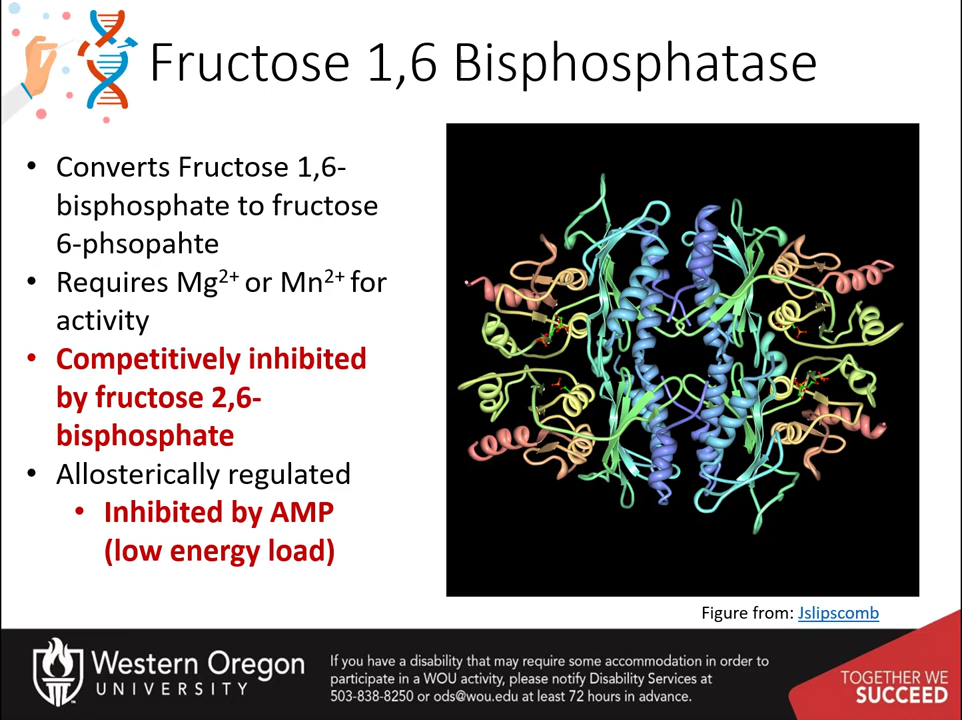 Fructose 1,6 Bisphosphatase
• Converts Fructose 1,6-
bisphosphate to fructose
6-phsopahte
• Requires Mg²⁺ or Mn²⁺ for
activity
• Competitively inhibited
by fructose 2,6-
bisphosphate
• Allosterically regulated
• Inhibited by AMP
(low energy load)
Figure from: Jslipscomb
Western Oregon
UNIVERSITY
If you have a disability that may require some accommodation in order to
participate in a WOU activity, please notify Disability Services at
503-838-8250 or ods@wou.edu at least 72 hours in advance.
TOGETHER WE
SUCCEED